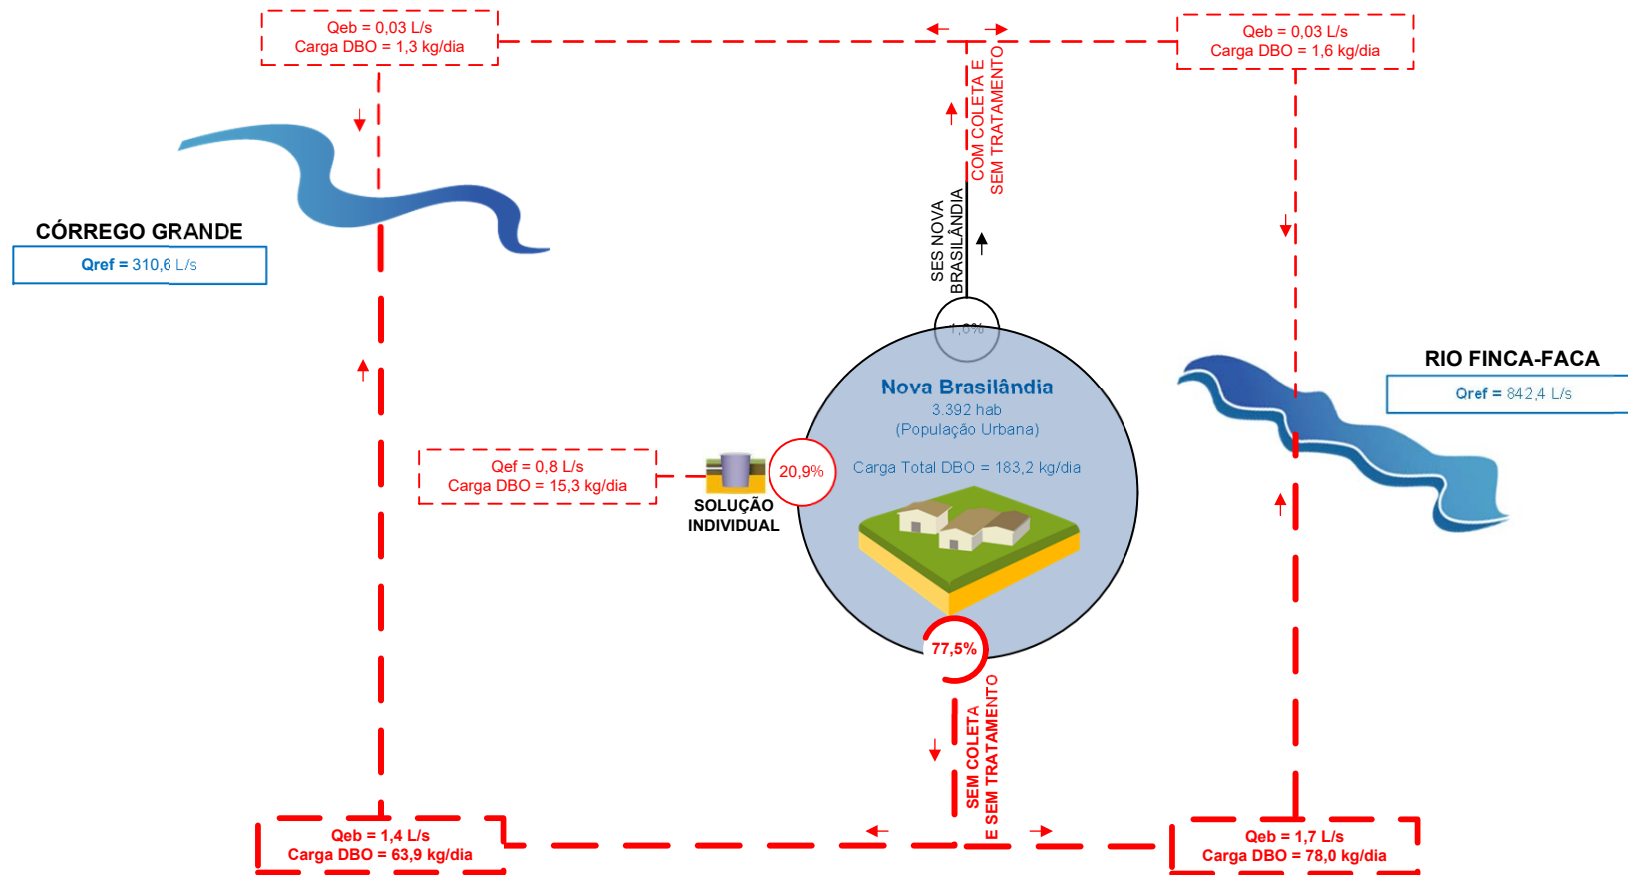 Qeb = 0,03 L/s
Carga DBO = 1,3 kg/dia
Qeb = 0,03 L/s
Carga DBO = 1,6 kg/dia
COM COLETA E
SEM TRATAMENTO
SES NOVA
BRASILÂNDIA
CÓRREGO GRANDE
Qref = 310,6 L/s
RIO FINCA-FACA
Qref = 842,4 L/s
Nova Brasilândia
3.392 hab
(População Urbana)
Carga Total DBO = 183,2 kg/dia
20,9%
Qef = 0,8 L/s
Carga DBO = 15,3 kg/dia
SOLUÇÃO
INDIVIDUAL
77,5%
SEM COLETA
E SEM TRATAMENTO
Qeb = 1,4 L/s
Carga DBO = 63,9 kg/dia
Qeb = 1,7 L/s
Carga DBO = 78,0 kg/dia